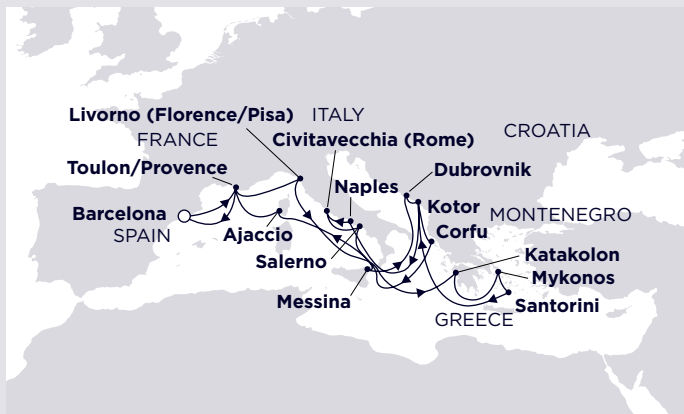 Livorno (Florence/Pisa)
ITALY
FRANCE
Civitavecchia (Rome)
CROATIA
Toulon/Provence
Dubrovnik
Naples
Barcelona
Kotor
MONTENEGRO
SPAIN
Ajaccio
Corfu
Salerno
Katakolon
Mykonos
Messina
Santorini
GREECE